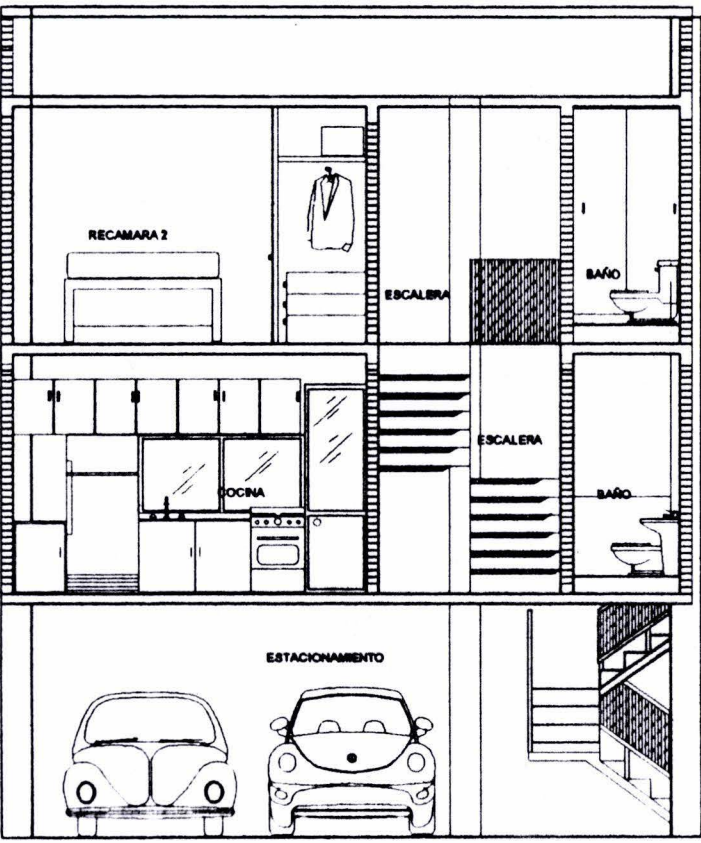 RECAMARA 2
ESCALERA
BAÑO
COCINA
ESCALERA
BAÑO
ESTACIONAMIENTO